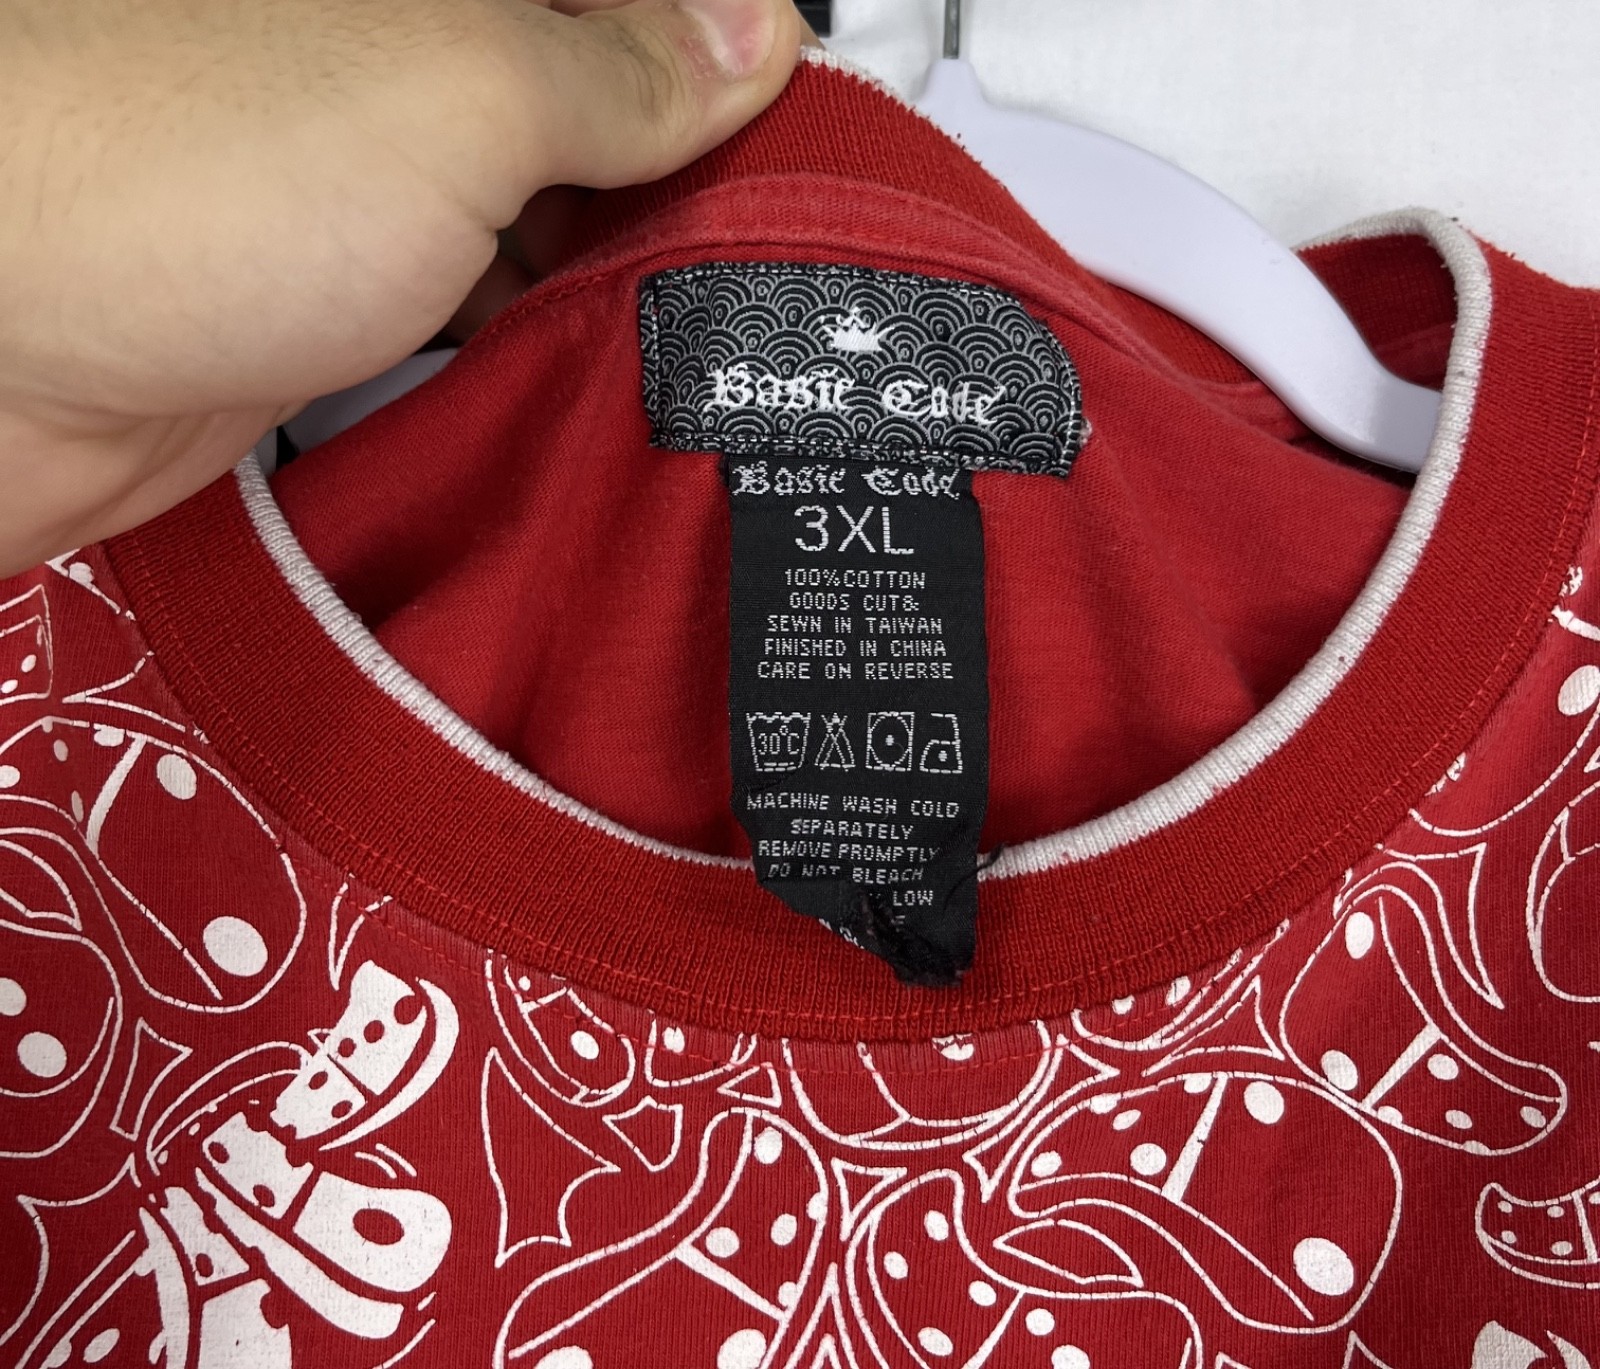 Basic Code
Basic Code
3XL
100%COTTON
GOODS CUT&
SEWN IN TAIWAN
FINISHED IN CHINA
CARE ON REVERSE
30°C
MACHINE WASH COLD
SEPARATELY
REMOVE PROMPTLY
DO NOT BLEACH
LOW